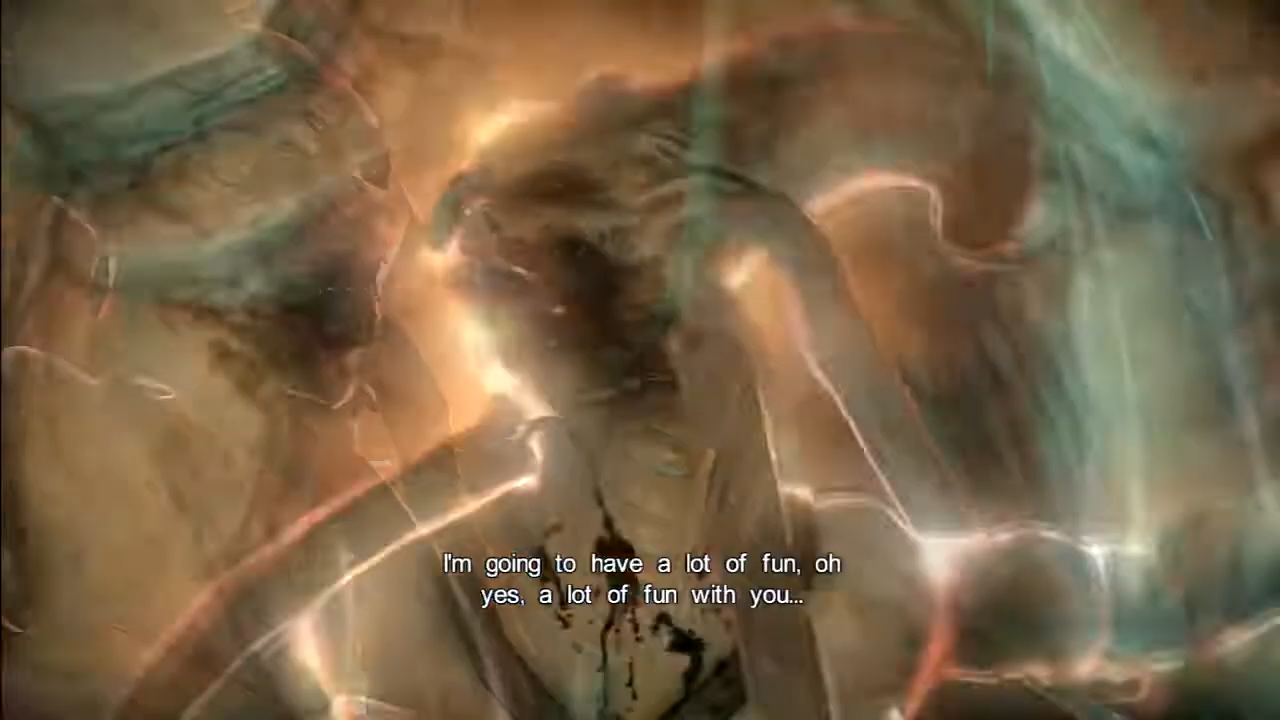 I'm going to have a lot of fun, oh
yes, a lot of fun with you...